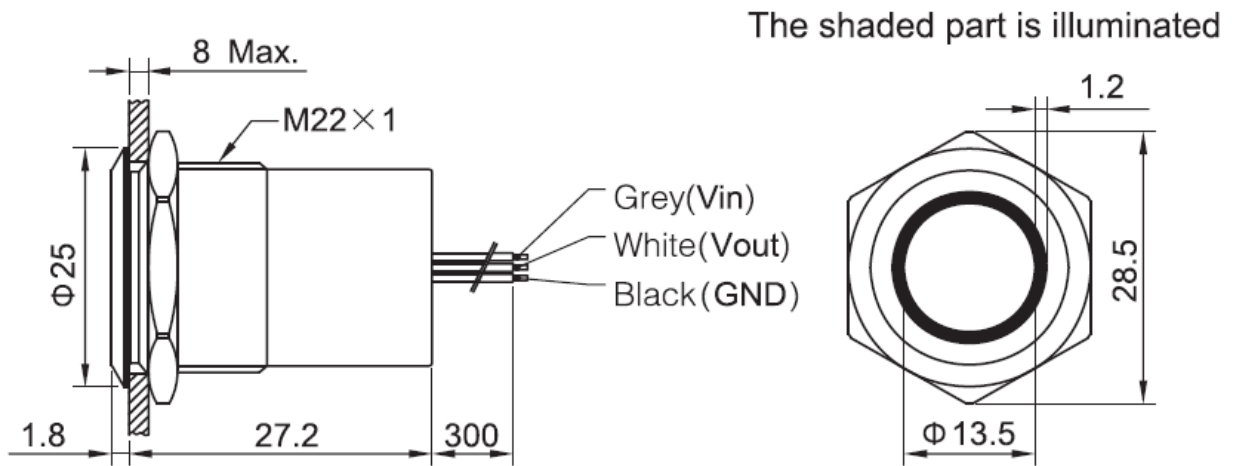 The shaded part is illuminated
8 Max.
M22×1
1.2
Grey(Vin)
White(Vout)
Black(GND)
Φ25
28.5
1.8
27.2
300
Φ13.5